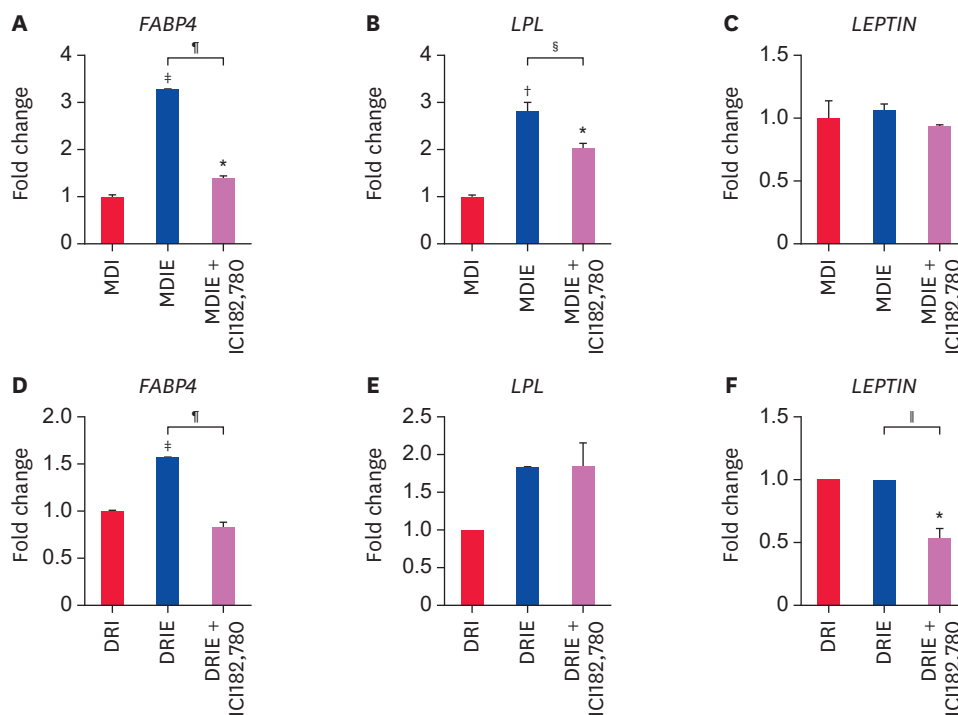 A
FABP4
Fold change
4
3
2
1
0
¶
‡
*
MDI
MDIE
MDIE +
ICI182,780
B
LPL
Fold change
4
3
2
1
0
§
†
*
MDI
MDIE
MDIE +
ICI182,780
C
LEPTIN
Fold change
1.5
1.0
0.5
0
MDI
MDIE
MDIE +
ICI182,780
D
FABP4
Fold change
2.0
1.5
1.0
0.5
0
¶
‡
DRI
DRIE
DRIE +
ICI182,780
E
LPL
Fold change
2.5
2.0
1.5
1.0
0.5
0
DRI
DRIE
DRIE +
ICI182,780
F
LEPTIN
Fold change
1.5
1.0
0.5
0
∥
*
DRI
DRIE
DRIE +
ICI182,780